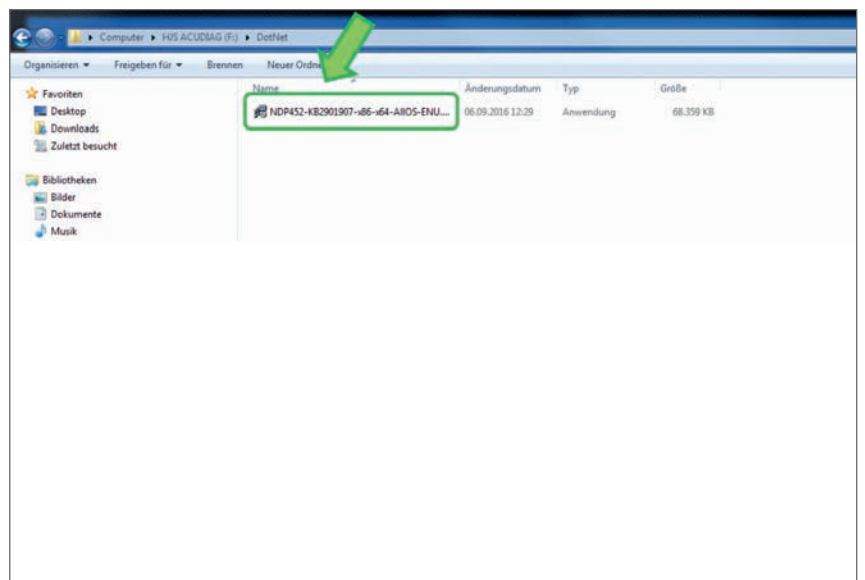 Computer ▸ HJS ACUDIAG (F:) ▸ DotNet
Organisieren Freigeben für Brennen Neuer Ordner
Name Änderungsdatum Typ Größe
NDP452-KB2901907-x86-x64-AllOS-ENU.... 06.09.2016 12:29 Anwendung 68.359 KB
Favoriten
Desktop
Downloads
Zuletzt besucht
Bibliotheken
Bilder
Dokumente
Musik